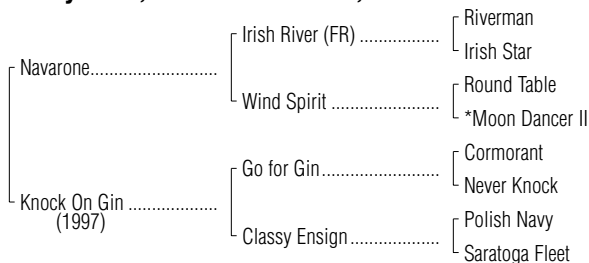 Riverman
Irish River (FR) ..................
Irish Star
Navarone.............................
Round Table
Wind Spirit ........................
*Moon Dancer II
Cormorant
Go for Gin...........................
Never Knock
Knock On Gin ....................
(1997)
Polish Navy
Classy Ensign.....................
Saratoga Fleet